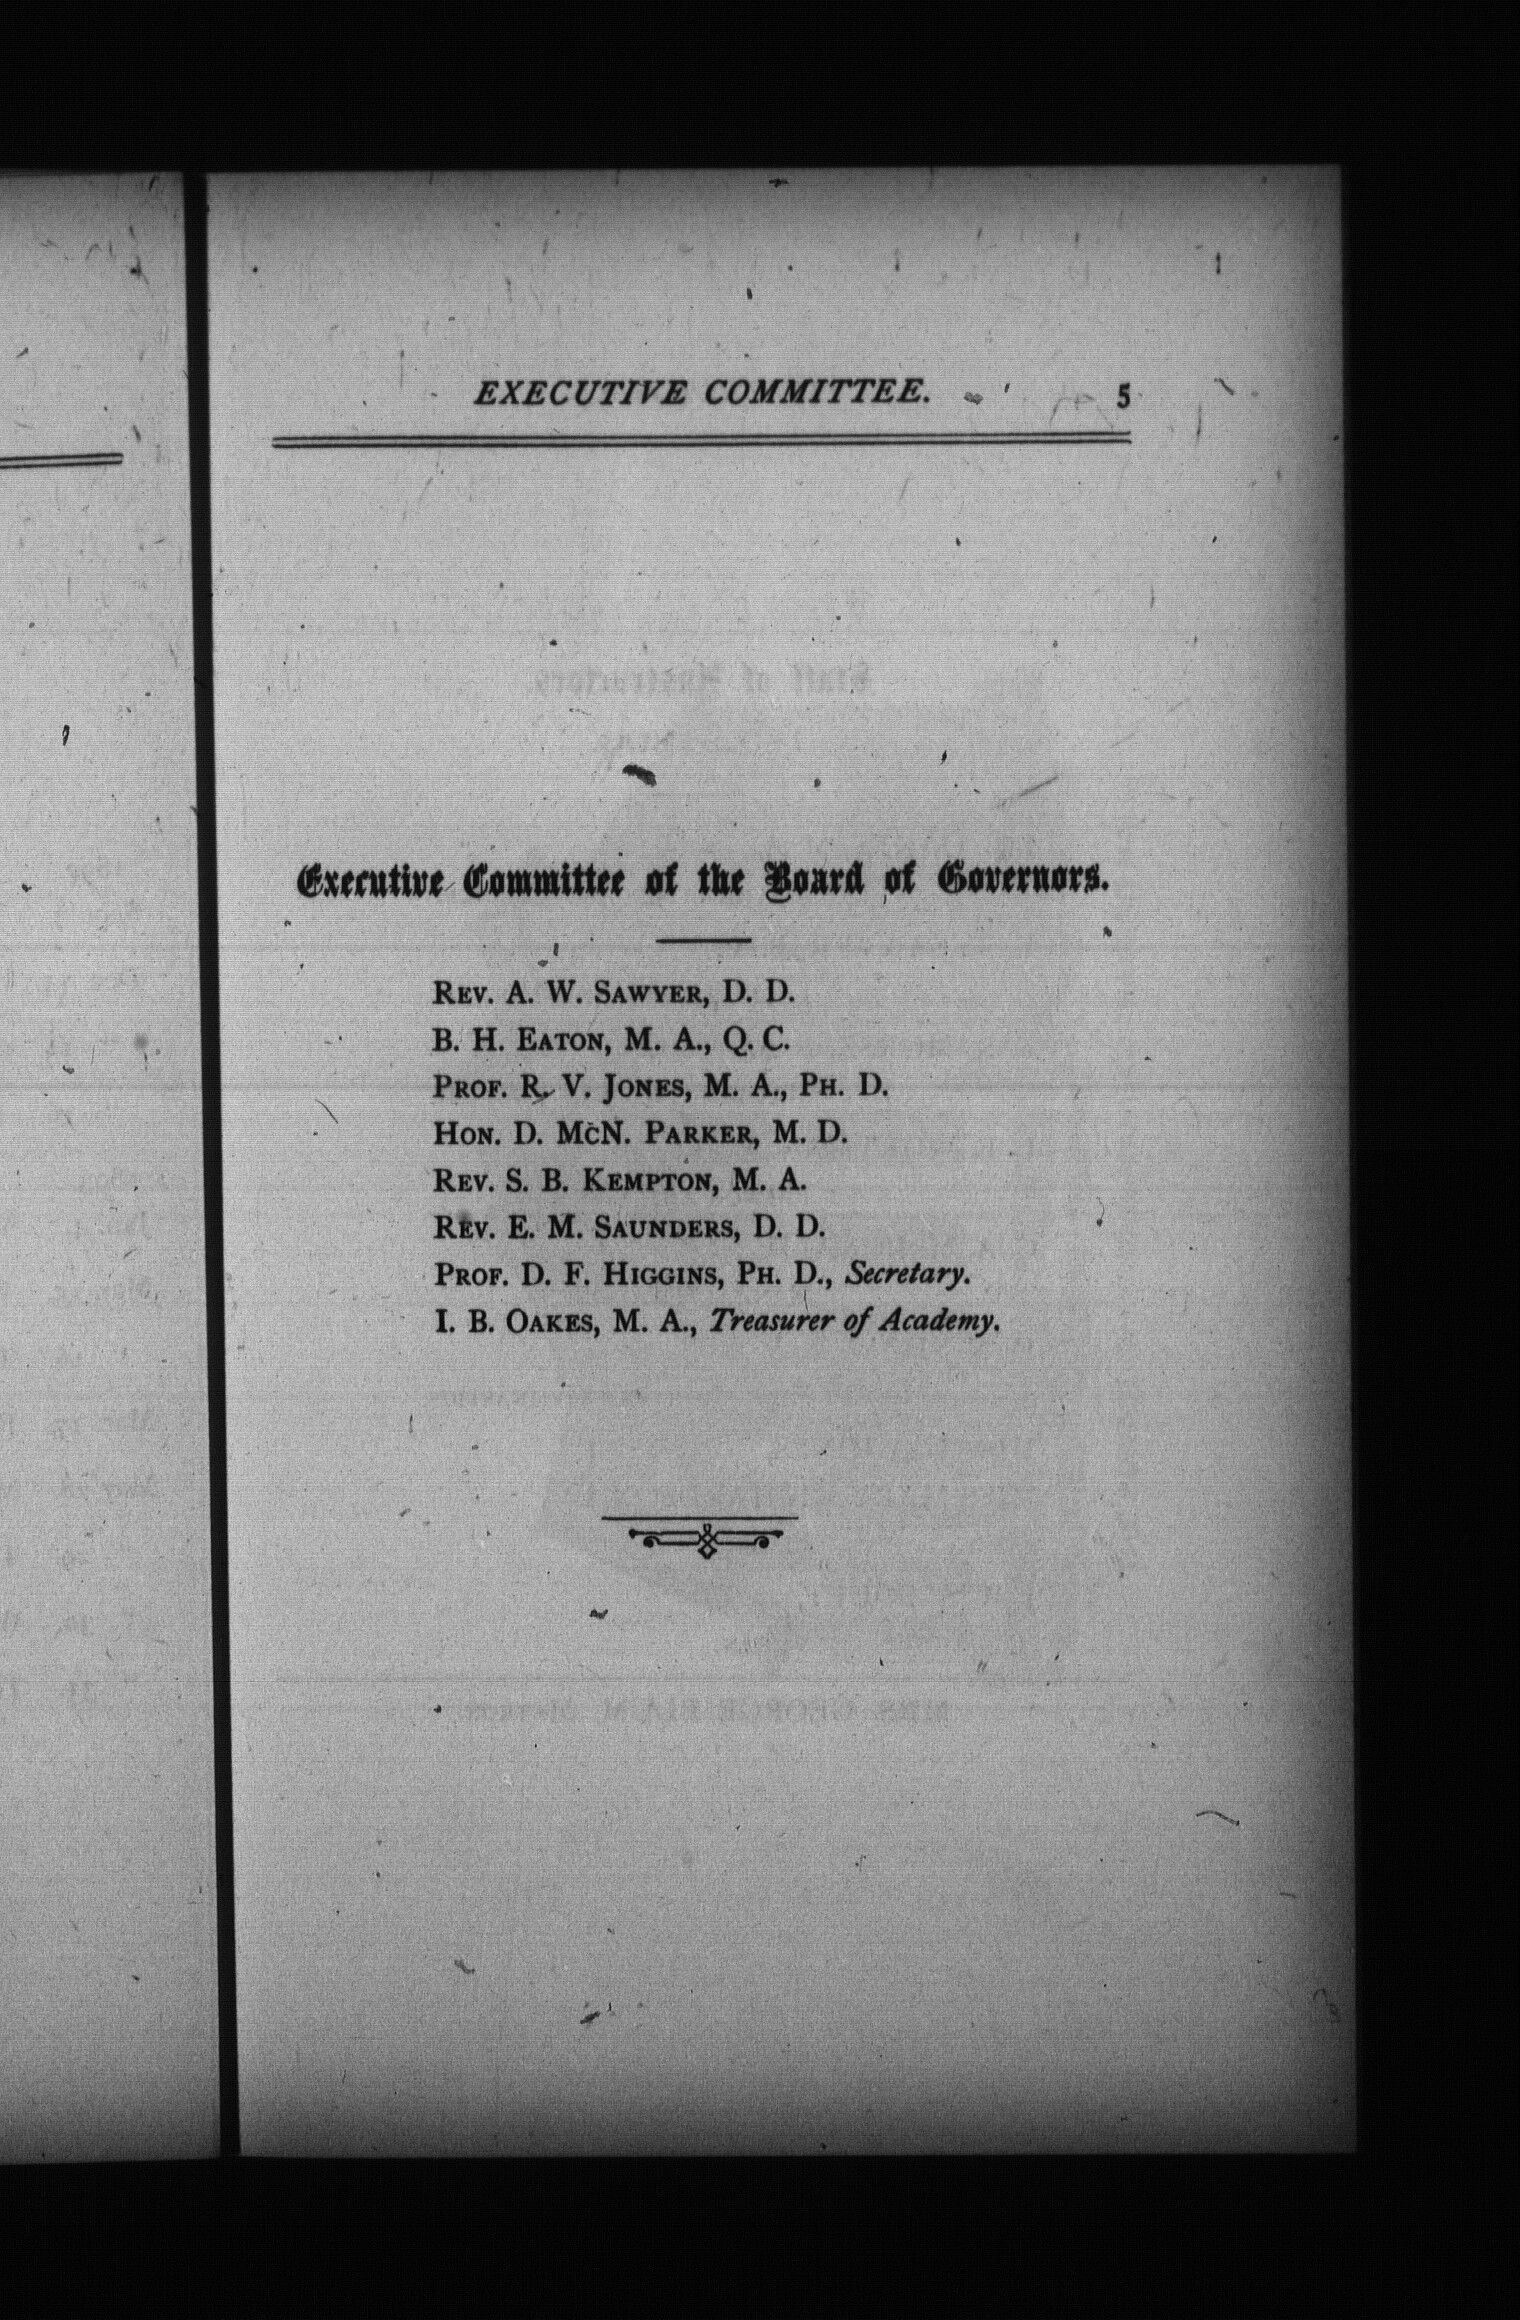 EXECUTIVE COMMITTEE. 5
Executive Committee of the Board of Governors.
REV. A. W. SAWYER, D. D.
B. H. EATON, M. A., Q. C.
PROF. R. V. JONES, M. A., PH. D.
HON. D. MCN. PARKER, M. D.
REV. S. B. KEMPTON, M. A.
REV. E. M. SAUNDERS, D. D.
PROF. D. F. HIGGINS, PH. D., Secretary.
I. B. OAKES, M. A., Treasurer of Academy.